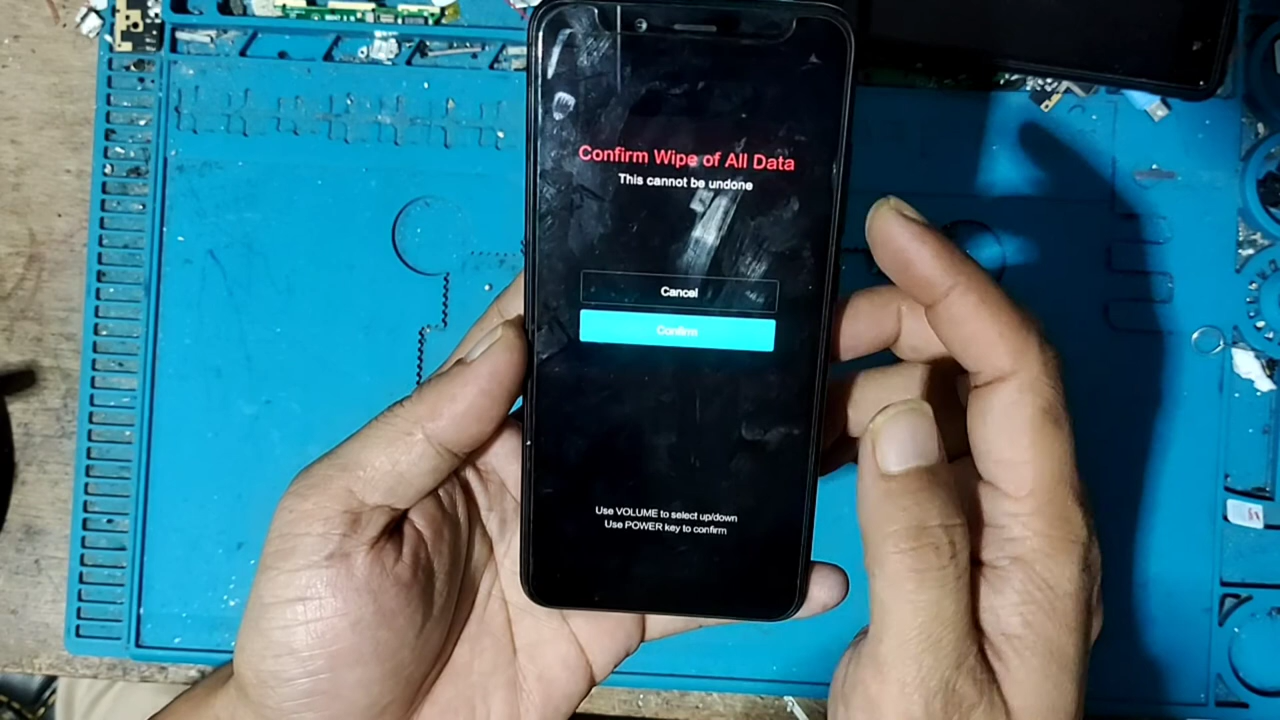 Confirm Wipe of All Data
This cannot be undone
Cancel
Confirm
Use VOLUME to select up/down
Use POWER key to confirm